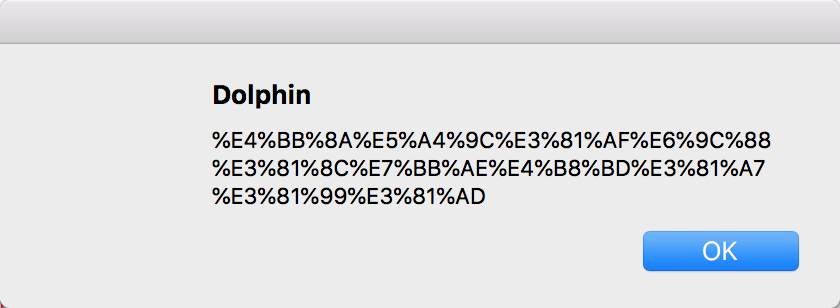 Dolphin
%E4%BB%8A%E5%A4%9C%E3%81%AF%E6%9C%88
%E3%81%8C%E7%BB%AE%E4%B8%BD%E3%81%A7
%E3%81%99%E3%81%AD
OK